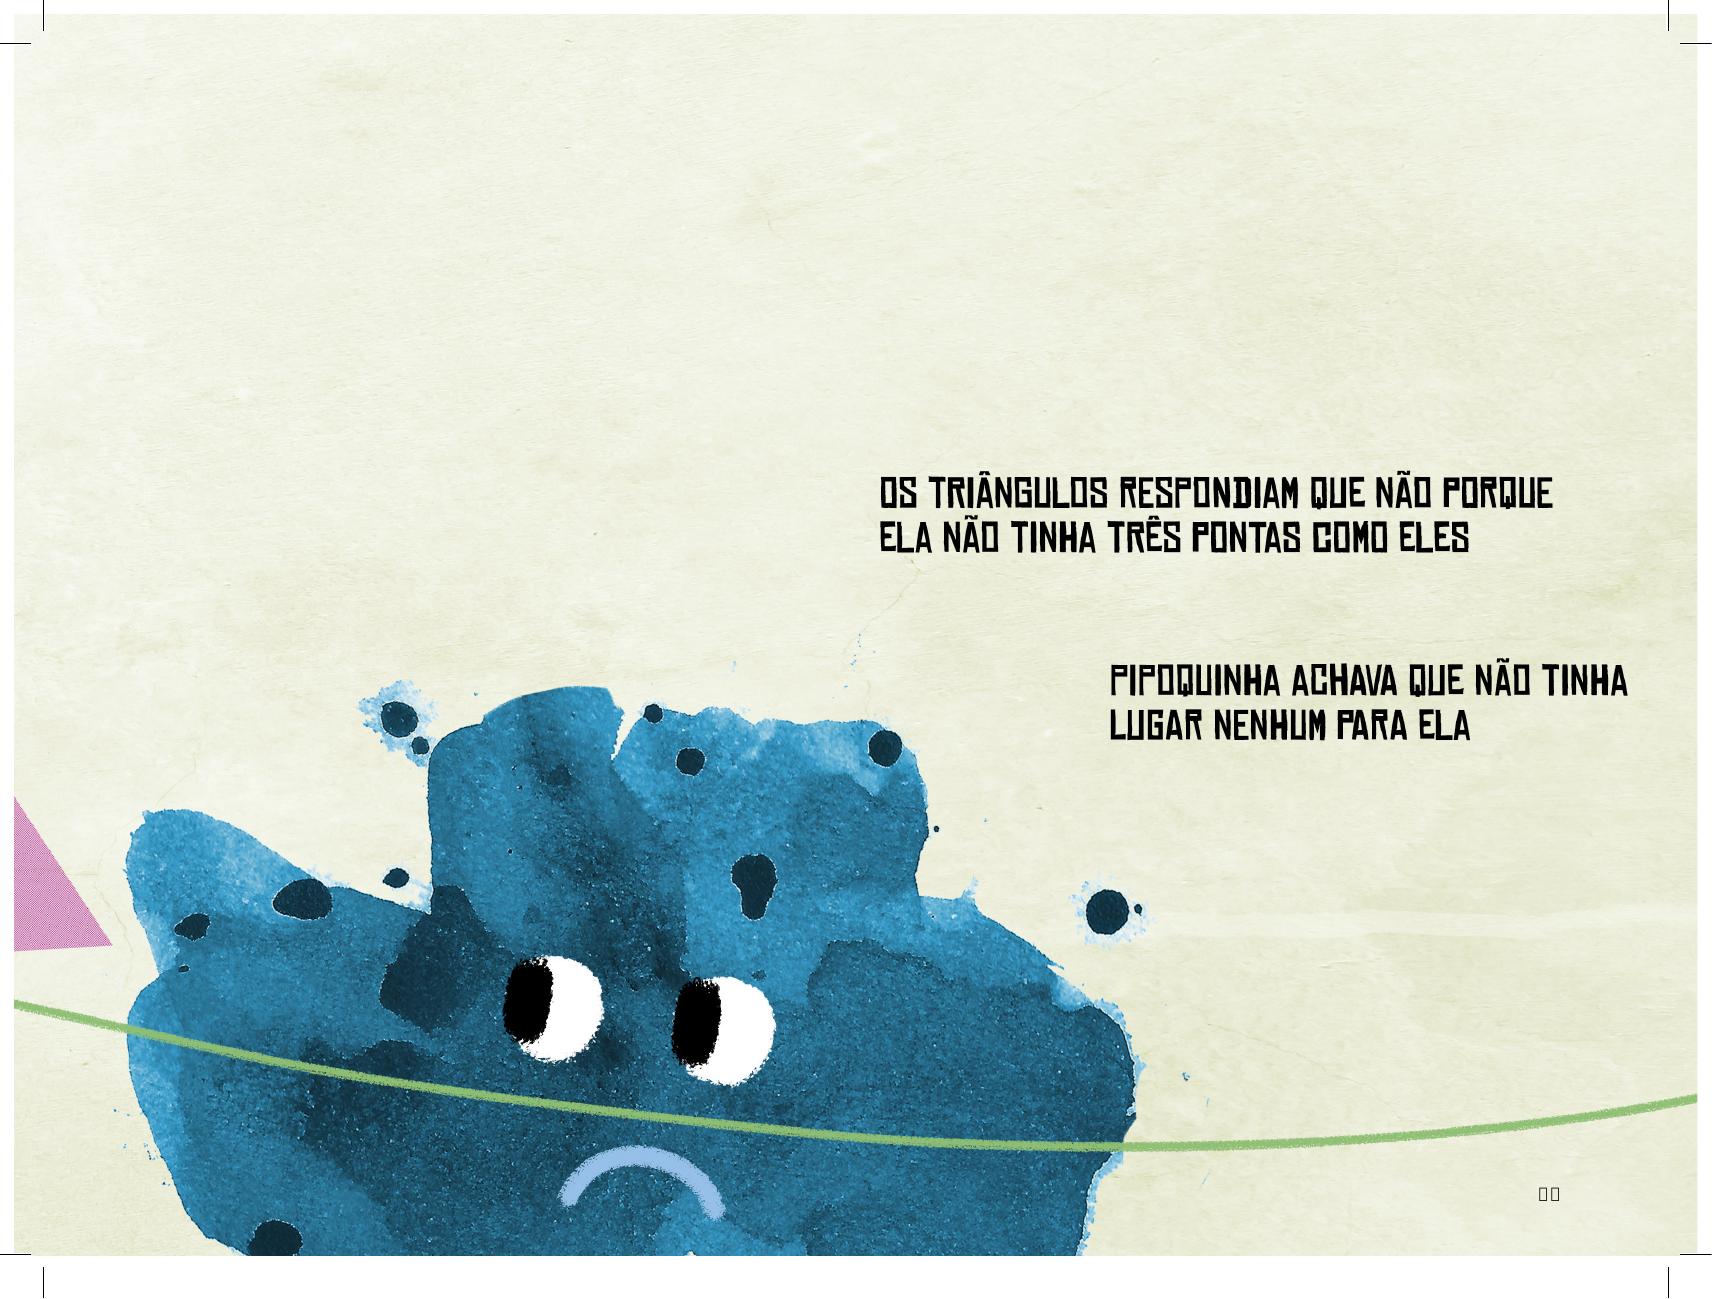 OS TRIÂNGULOS RESPONDIAM QUE NÃO PORQUE
ELA NÃO TINHA TRÊS PONTAS COMO ELES
PIPOQUINHA ACHAVA QUE NÃO TINHA
LUGAR NENHUM PARA ELA